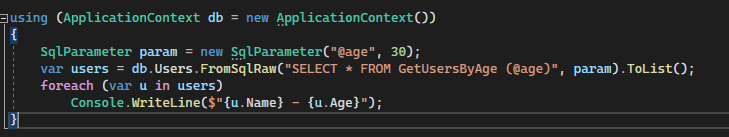 using (ApplicationContext db = new ApplicationContext())
{
SqlParameter param = new SqlParameter("@age", 30);
var users = db.Users.FromSqlRaw("SELECT * FROM GetUsersByAge (@age)", param).ToList();
foreach (var u in users)
Console.WriteLine($"{u.Name} - {u.Age}");
}